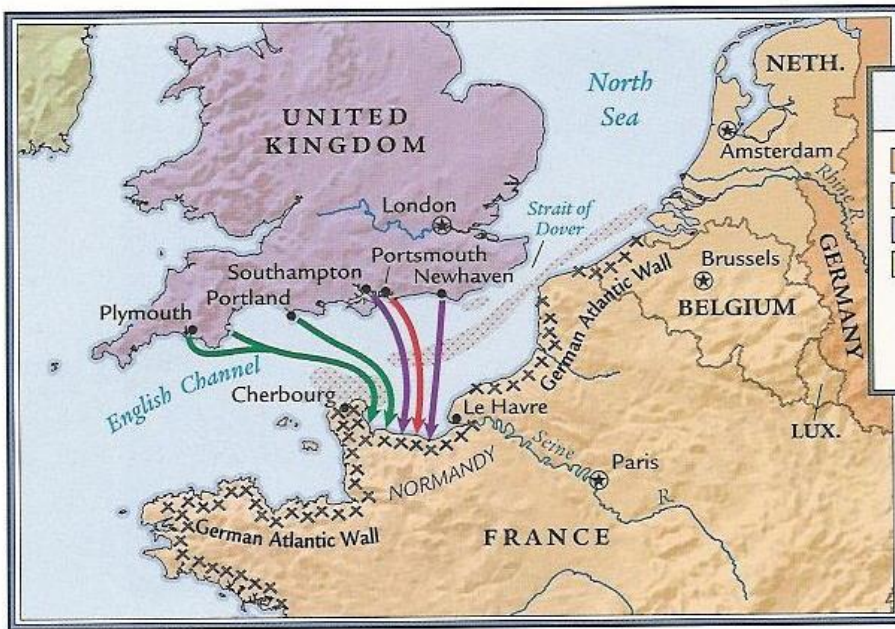 North
Sea
NETH.
UNITED
KINGDOM
Amsterdam
Rhine R.
London
Strait of
Dover
Portsmouth
Southampton
Newhaven
Brussels
GERMANY
Portland
Plymouth
BELGIUM
German Atlantic Wall
English Channel
Cherbourg
Le Havre
LUX.
Seine
R.
NORMANDY
Paris
German Atlantic Wall
FRANCE